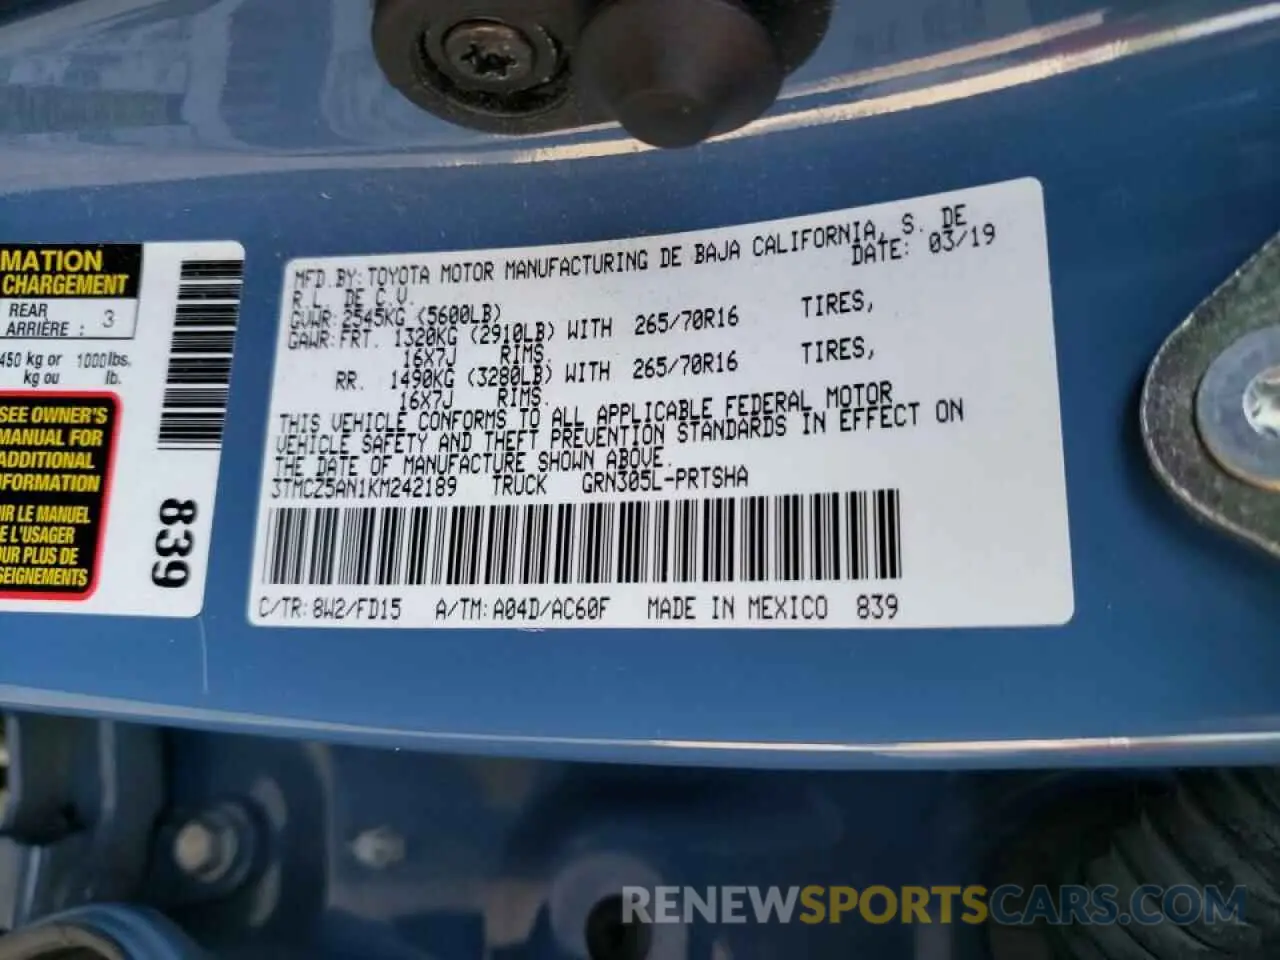 MATION
CHARGEMENT
REAR
ARRIÈRE : 3
450 kg or 1000 lbs.
kg ou lb.
SEE OWNER'S
MANUAL FOR
ADDITIONAL
NFORMATION
IR LE MANUEL
E L'USAGER
OUR PLUS DE
SEIGNEMENTS
839
MFD.BY:TOYOTA MOTOR MANUFACTURING DE BAJA CALIFORNIA, S. DE
R.L. DE C.V. DATE: 03/19
GVWR:2545KG (5600LB)
GAWR:FRT. 1320KG (2910LB) WITH 265/70R16 TIRES,
16X7J RIMS.
RR. 1490KG (3280LB) WITH 265/70R16 TIRES,
16X7J RIMS.
THIS VEHICLE CONFORMS TO ALL APPLICABLE FEDERAL MOTOR
VEHICLE SAFETY AND THEFT PREVENTION STANDARDS IN EFFECT ON
THE DATE OF MANUFACTURE SHOWN ABOVE.
3TMCZ5AN1KM242189 TRUCK GRN305L-PRTSHA
C/TR:8W2/FD15 A/TM:A04D/AC60F MADE IN MEXICO 839
RENEWSPORTSCARS.COM